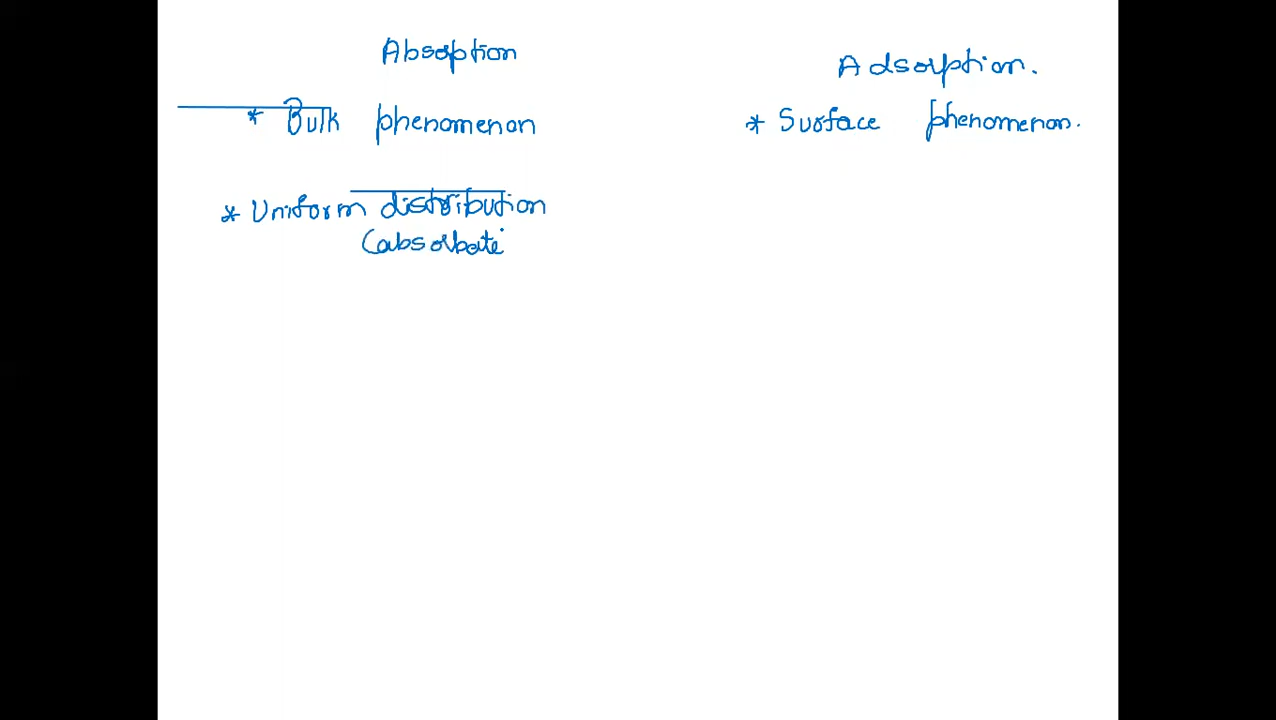 Absorption
Adsorption.
* Bulk phenomenon
* Surface phenomenon.
* Uniform distribution
(absorbate